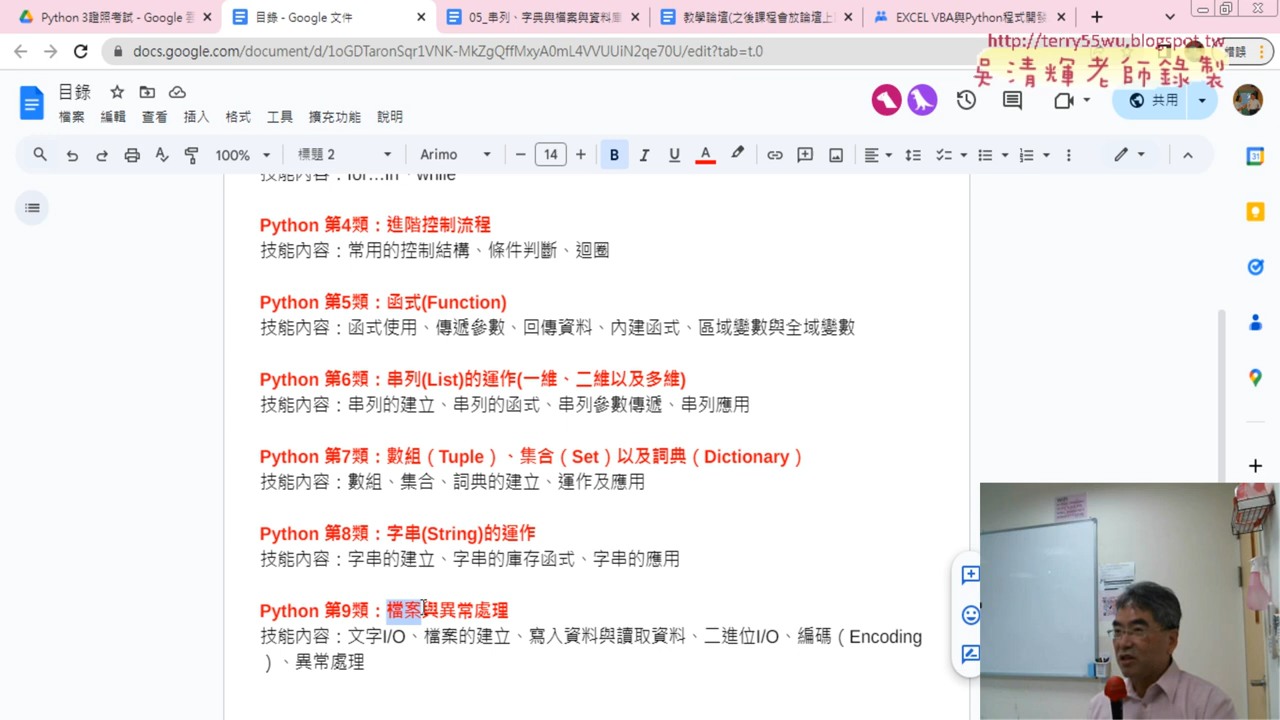 Python 3證照考試 - Google 雲
目錄 - Google 文件
05_串列、字典與檔案與資料庫
教學論壇(之後課程會放論壇上
EXCEL VBA與Python程式開發
docs.google.com/document/d/1oGDTaronSqr1VNK-MkZgQffMxyA0mL4VVUUiN2qe70U/edit?tab=t.0
http://terry55wu.blogspot.tw
吳清輝老師錄製
目錄
共用
檔案 編輯 查看 插入 格式 工具 擴充功能 說明
100% 標題 2 Arimo 14 B I U A
技能內容：for…in、while
Python 第4類：進階控制流程
技能內容：常用的控制結構、條件判斷、迴圈
Python 第5類：函式(Function)
技能內容：函式使用、傳遞參數、回傳資料、內建函式、區域變數與全域變數
Python 第6類：串列(List)的運作(一維、二維以及多維)
技能內容：串列的建立、串列的函式、串列參數傳遞、串列應用
Python 第7類：數組（Tuple）、集合（Set）以及詞典（Dictionary）
技能內容：數組、集合、詞典的建立、運作及應用
Python 第8類：字串(String)的運作
技能內容：字串的建立、字串的庫存函式、字串的應用
Python 第9類：檔案與異常處理
技能內容：文字I/O、檔案的建立、寫入資料與讀取資料、二進位I/O、編碼（Encoding
）、異常處理